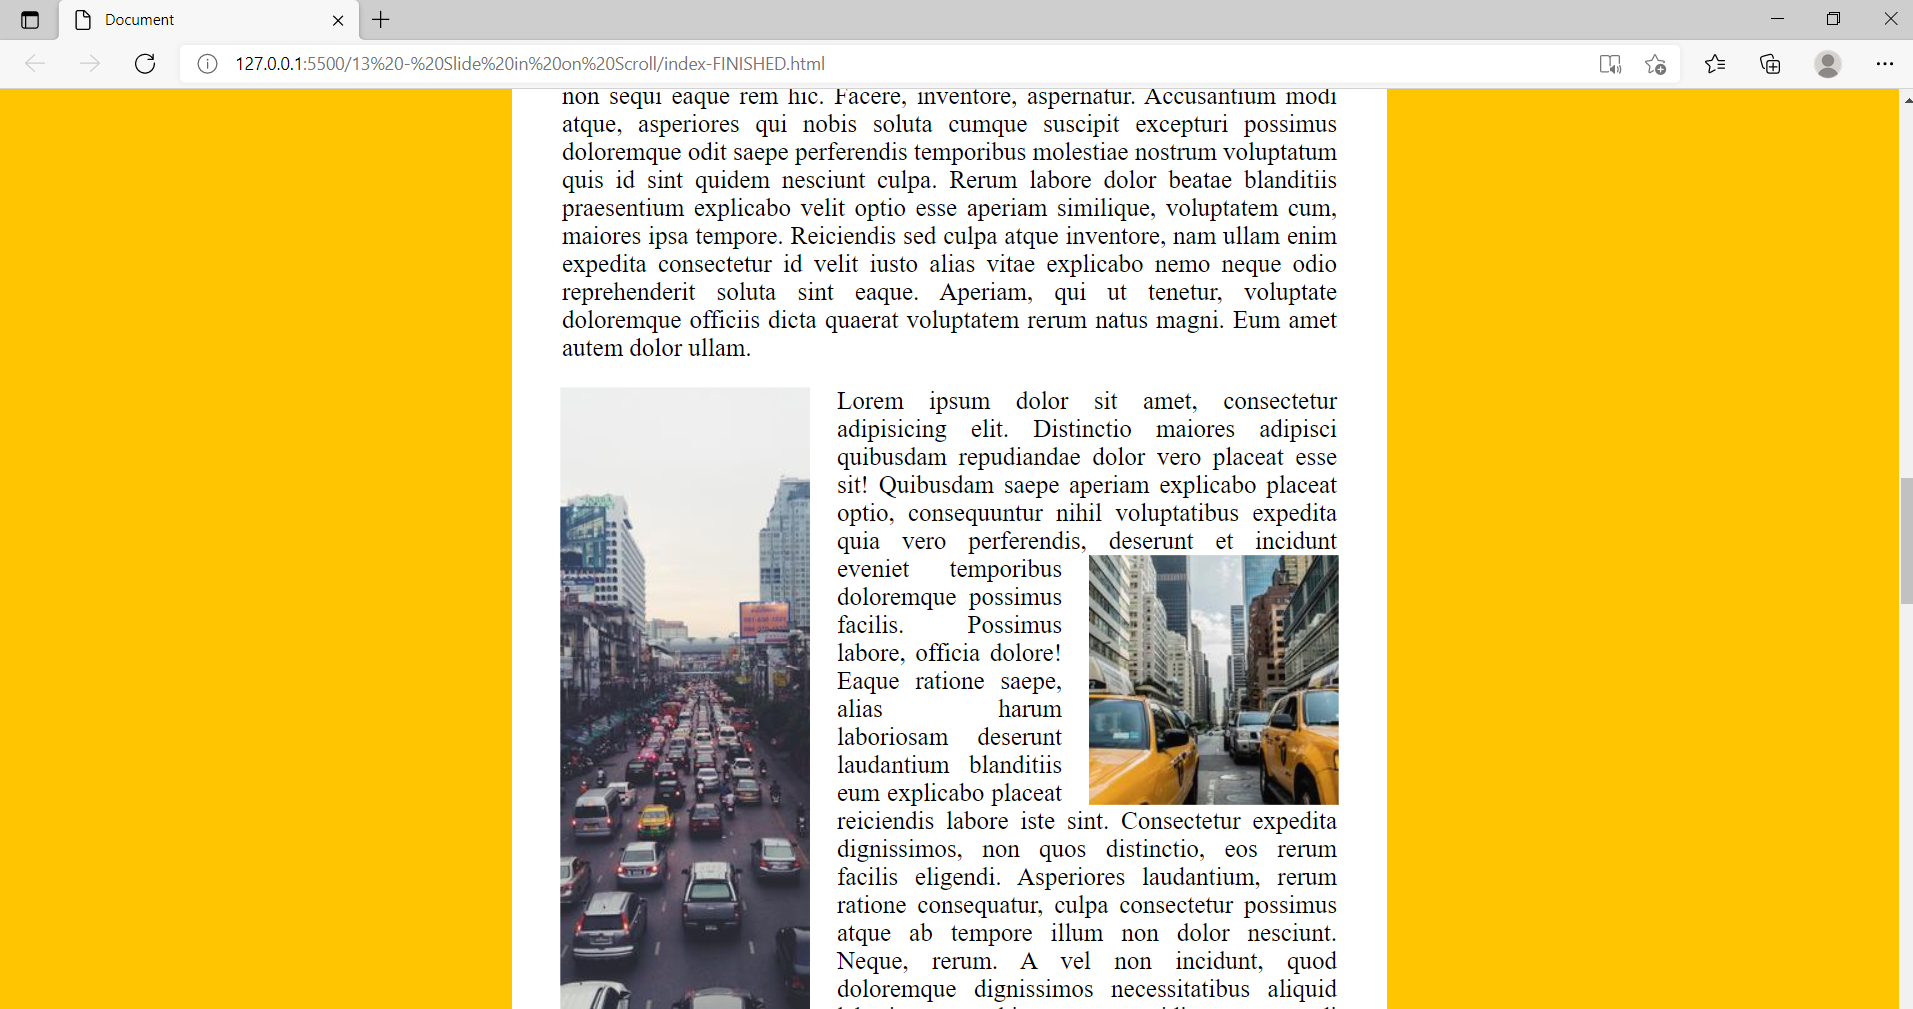 Document
127.0.0.1:5500/13%20-%20Slide%20in%20on%20Scroll/index-FINISHED.html
non sequi eaque rem hic. Facere, inventore, aspernatur. Accusantium modi
atque, asperiores qui nobis soluta cumque suscipit excepturi possimus
doloremque odit saepe perferendis temporibus molestiae nostrum voluptatum
quis id sint quidem nesciunt culpa. Rerum labore dolor beatae blanditiis
praesentium explicabo velit optio esse aperiam similique, voluptatem cum,
maiores ipsa tempore. Reiciendis sed culpa atque inventore, nam ullam enim
expedita consectetur id velit iusto alias vitae explicabo nemo neque odio
reprehenderit soluta sint eaque. Aperiam, qui ut tenetur, voluptate
doloremque officiis dicta quaerat voluptatem rerum natus magni. Eum amet
autem dolor ullam.
Lorem ipsum dolor sit amet, consectetur
adipisicing elit. Distinctio maiores adipisci
quibusdam repudiandae dolor vero placeat esse
sit! Quibusdam saepe aperiam explicabo placeat
optio, consequuntur nihil voluptatibus expedita
quia vero perferendis, deserunt et incidunt
eveniet temporibus
doloremque possimus
facilis. Possimus
labore, officia dolore!
Eaque ratione saepe,
alias harum
laboriosam deserunt
laudantium blanditiis
eum explicabo placeat
reiciendis labore iste sint. Consectetur expedita
dignissimos, non quos distinctio, eos rerum
facilis eligendi. Asperiores laudantium, rerum
ratione consequatur, culpa consectetur possimus
atque ab tempore illum non dolor nesciunt.
Neque, rerum. A vel non incidunt, quod
doloremque dignissimos necessitatibus aliquid